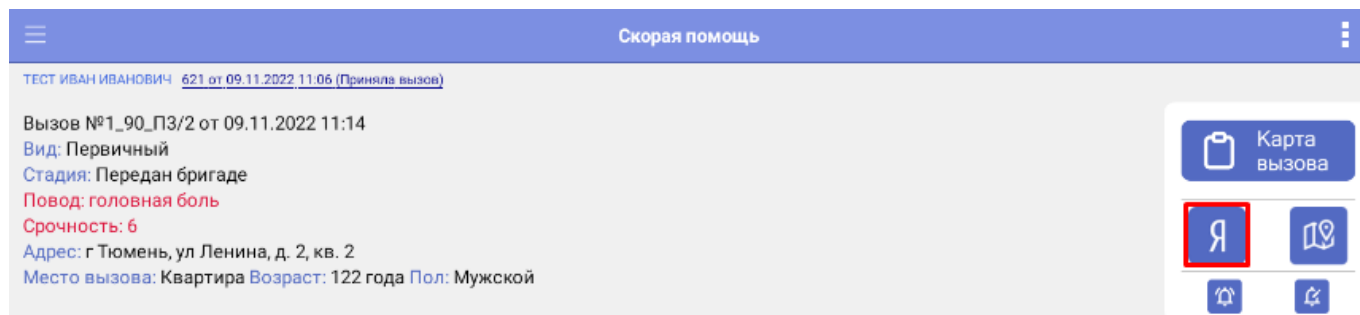 Скорая помощь
ТЕСТ ИВАН ИВАНОВИЧ 621 от 09.11.2022 11:06 (Приняла вызов)
Вызов №1_90_ПЗ/2 от 09.11.2022 11:14
Вид: Первичный
Стадия: Передан бригаде
Повод: головная боль
Срочность: 6
Адрес: г Тюмень, ул Ленина, д. 2, кв. 2
Место вызова: Квартира Возраст: 122 года Пол: Мужской
Карта
вызова
Я